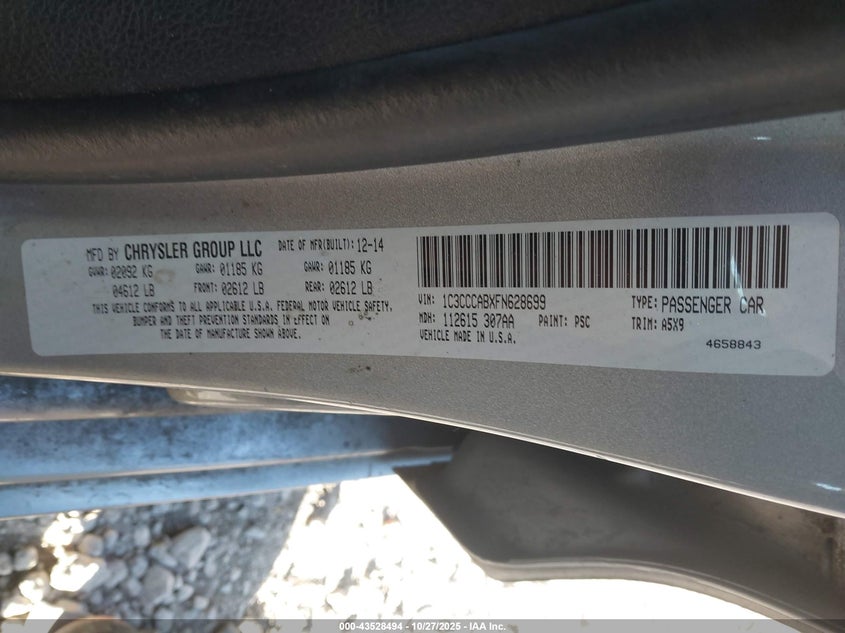 MFD BY CHRYSLER GROUP LLC DATE OF MFR(BUILT): 12-14
GVWR: 02092 KG GAWR: 01185 KG GAWR: 01185 KG
04612 LB FRONT: 02612 LB REAR: 02612 LB
THIS VEHICLE CONFORMS TO ALL APPLICABLE U.S.A. FEDERAL MOTOR VEHICLE SAFETY,
BUMPER AND THEFT PREVENTION STANDARDS IN EFFECT ON
THE DATE OF MANUFACTURE SHOWN ABOVE.
VIN: 1C3CCCABXFN628699 TYPE: PASSENGER CAR
MDH: 112615 307AA PAINT: PSC TRIM: A5X9
VEHICLE MADE IN U.S.A.
4658843
000-43528494 - 10/27/2025 - IAA Inc.